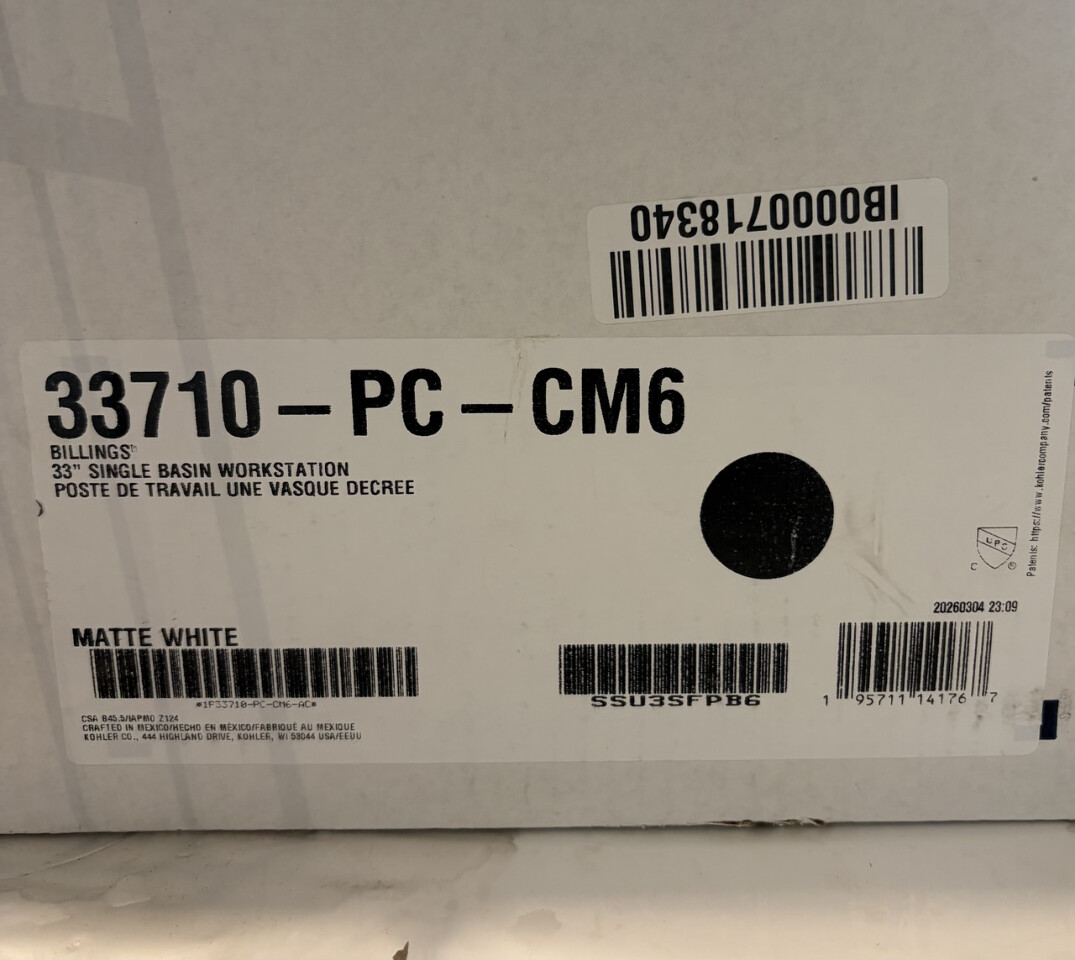 IB0000718340
33710-PC-CM6
BILLINGS
33" SINGLE BASIN WORKSTATION
POSTE DE TRAVAIL UNE VASQUE DECREE
C
UPC
®
Patents: https://www.kohlercompany.com/patents
20260304 23:09
MATTE WHITE
*1P33710-PC-CM6-AC*
SSU3SFPB6
1 95711 14176 7
CSA B45.5/IAPMO Z124
CRAFTED IN MEXICO/HECHO EN MÉXICO/FABRIQUÉ AU MEXIQUE
KOHLER CO., 444 HIGHLAND DRIVE, KOHLER, WI 53044 USA/EEUU